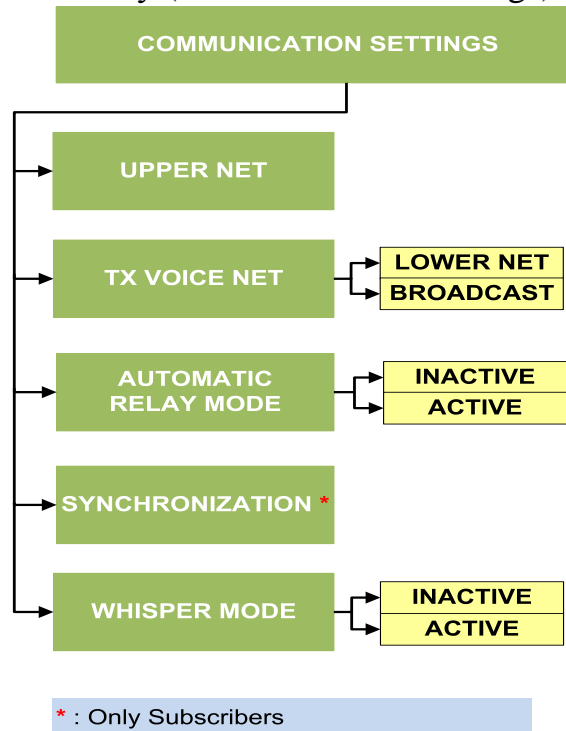 COMMUNICATION SETTINGS
UPPER NET
TX VOICE NET
LOWER NET
BROADCAST
AUTOMATIC
RELAY MODE
INACTIVE
ACTIVE
SYNCHRONIZATION *
WHISPER MODE
INACTIVE
ACTIVE
* : Only Subscribers